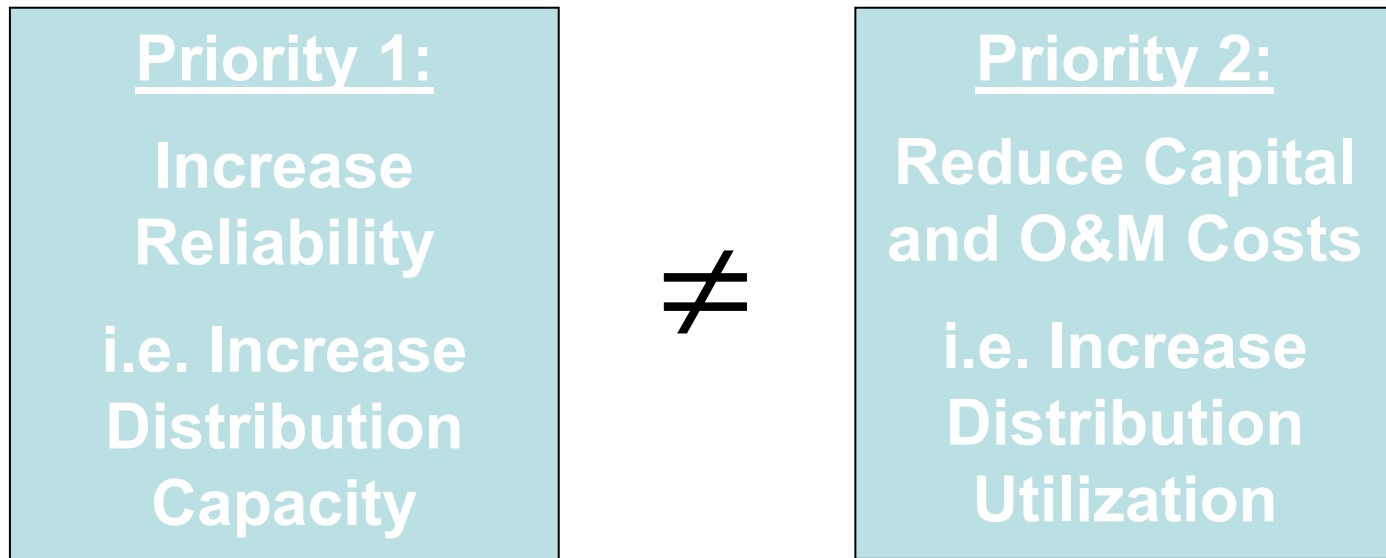 Priority 1:
Increase
Reliability
i.e. Increase
Distribution
Capacity
≠
Priority 2:
Reduce Capital
and O&M Costs
i.e. Increase
Distribution
Utilization